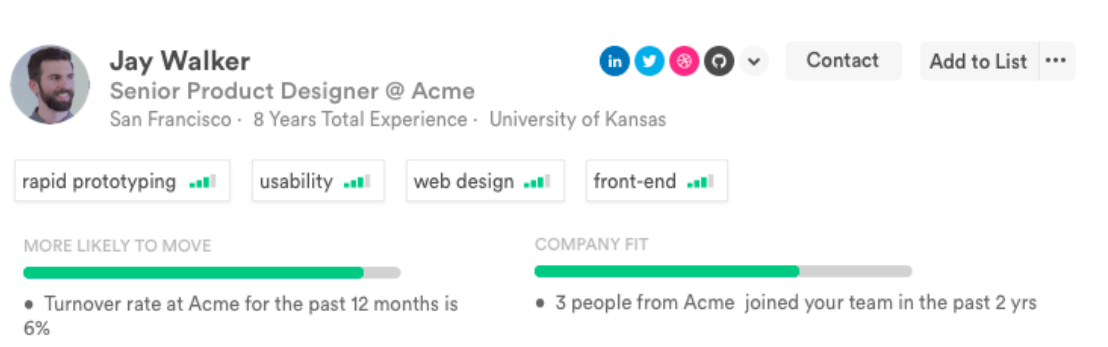 Jay Walker
Senior Product Designer @ Acme
San Francisco · 8 Years Total Experience · University of Kansas
in
Contact
Add to List ···
rapid prototyping
usability
web design
front-end
MORE LIKELY TO MOVE
• Turnover rate at Acme for the past 12 months is
6%
COMPANY FIT
• 3 people from Acme joined your team in the past 2 yrs